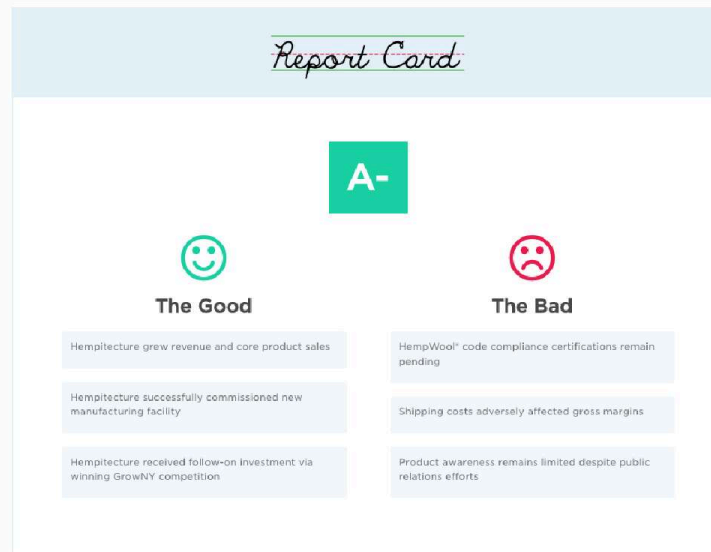 Report Card
A-
The Good
Hempitecture grew revenue and core product sales
Hempitecture successfully commissioned new
manufacturing facility
Hempitecture received follow-on investment via
winning GrowNY competition
The Bad
HempWool® code compliance certifications remain
pending
Shipping costs adversely affected gross margins
Product awareness remains limited despite public
relations efforts